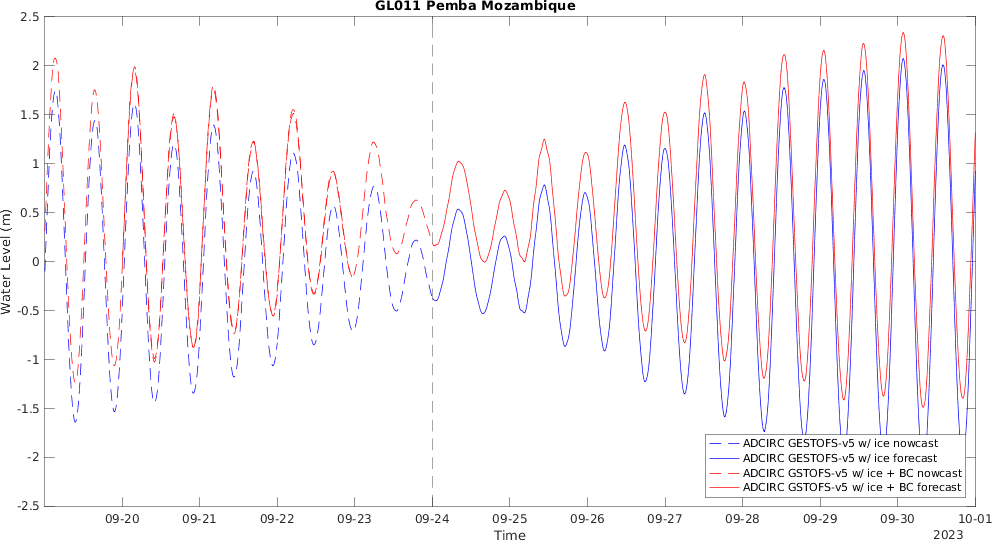 GL011 Pemba Mozambique
2.5
2
1.5
1
0.5
0
-0.5
-1
-1.5
-2
-2.5
Water Level (m)
ADCIRC GESTOFS-v5 w/ ice nowcast
ADCIRC GESTOFS-v5 w/ ice forecast
ADCIRC GSTOFS-v5 w/ ice + BC nowcast
ADCIRC GSTOFS-v5 w/ ice + BC forecast
09-20 09-21 09-22 09-23 09-24 09-25 09-26 09-27 09-28 09-29 09-30 10-01
Time
2023